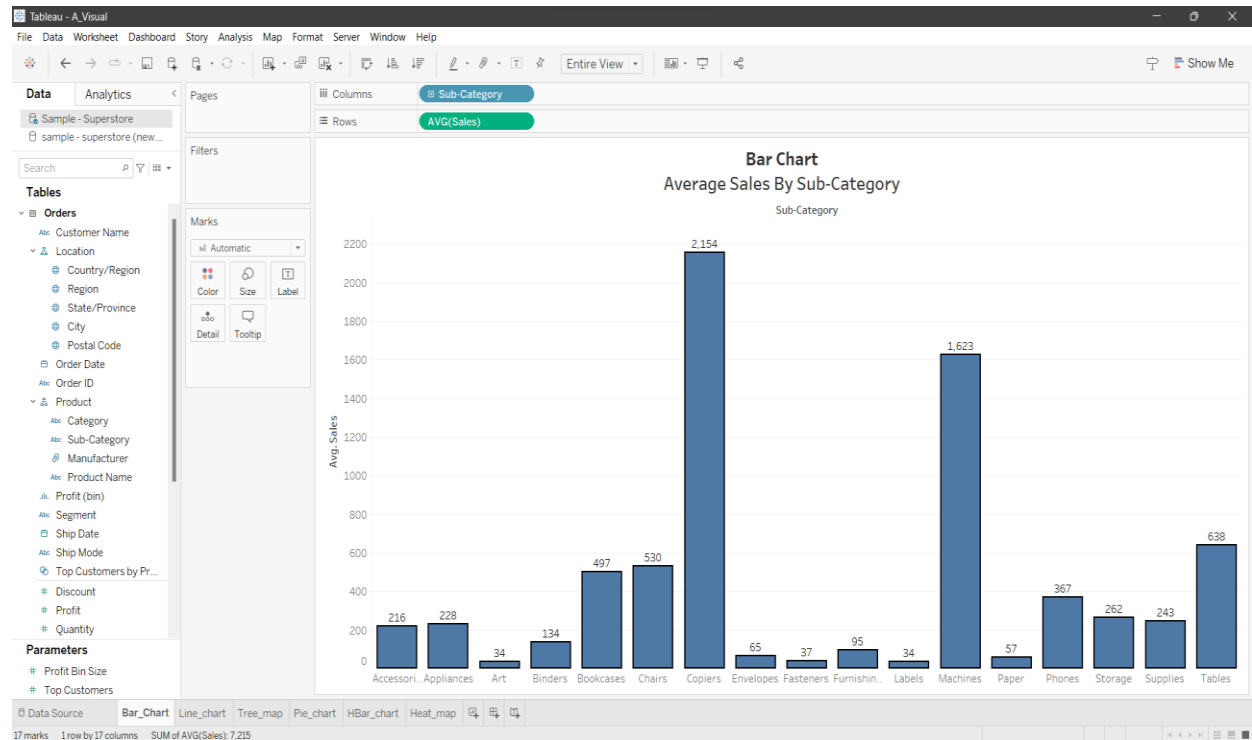 Tableau - A_Visual
File Data Worksheet Dashboard Story Analysis Map Format Server Window Help
Entire View
Show Me
Data Analytics
Sample - Superstore
sample - superstore (new...
Search
Tables
Orders
Abc Customer Name
Location
Country/Region
Region
State/Province
City
Postal Code
Order Date
Abc Order ID
Product
Abc Category
Abc Sub-Category
Manufacturer
Abc Product Name
Profit (bin)
Abc Segment
Ship Date
Abc Ship Mode
Top Customers by Pr...
# Discount
# Profit
# Quantity
Parameters
# Profit Bin Size
# Top Customers
Pages
Filters
Marks
Automatic
Color Size Label
Detail Tooltip
Columns Sub-Category
Rows AVG(Sales)
Bar Chart
Average Sales By Sub-Category
Sub-Category
Avg. Sales
2200
2000
1800
1600
1400
1200
1000
800
600
400
200
0
216 228 34 134 497 530 2,154 65 37 95 34 1,623 57 367 262 243 638
Accessori.. Appliances Art Binders Bookcases Chairs Copiers Envelopes Fasteners Furnishin.. Labels Machines Paper Phones Storage Supplies Tables
Data Source Bar_Chart Line_chart Tree_map Pie_chart HBar_chart Heat_map
17 marks 1 row by 17 columns SUM of AVG(Sales): 7,215